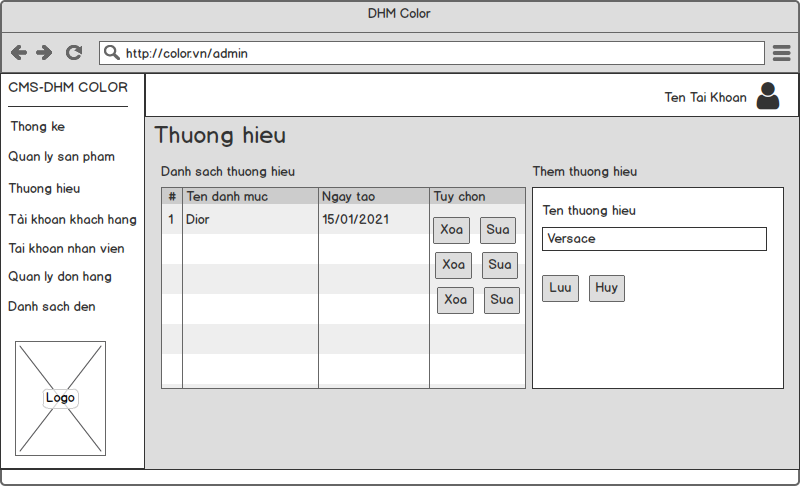 DHM Color
http://color.vn/admin
CMS-DHM COLOR
Thong ke
Quan ly san pham
Thuong hieu
Tài khoan khach hang
Tai khoan nhan vien
Quan ly don hang
Danh sach den
Logo
Ten Tai Khoan
Thuong hieu
Danh sach thuong hieu
# Ten danh muc Ngay tao Tuy chon
1 Dior 15/01/2021
Xoa Sua
Xoa Sua
Xoa Sua
Them thuong hieu
Ten thuong hieu
Versace
Luu Huy